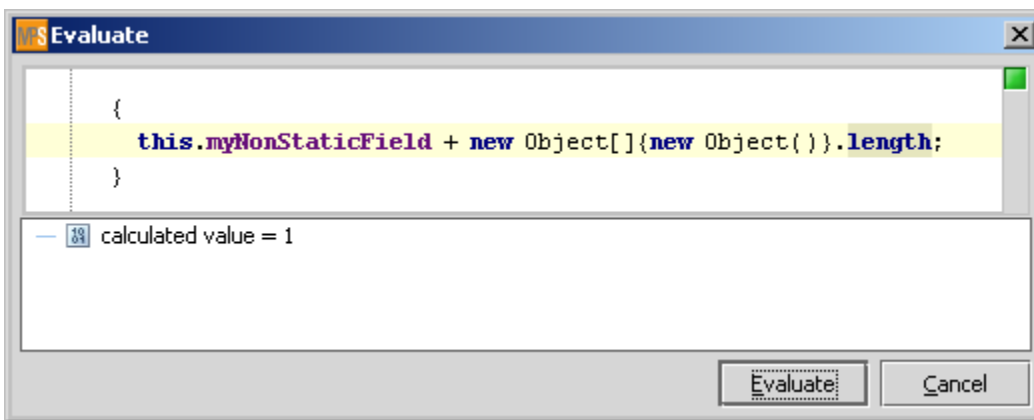 MPS Evaluate
{
this.myNonStaticField + new Object[]{new Object()}.length;
}
calculated value = 1
Evaluate Cancel